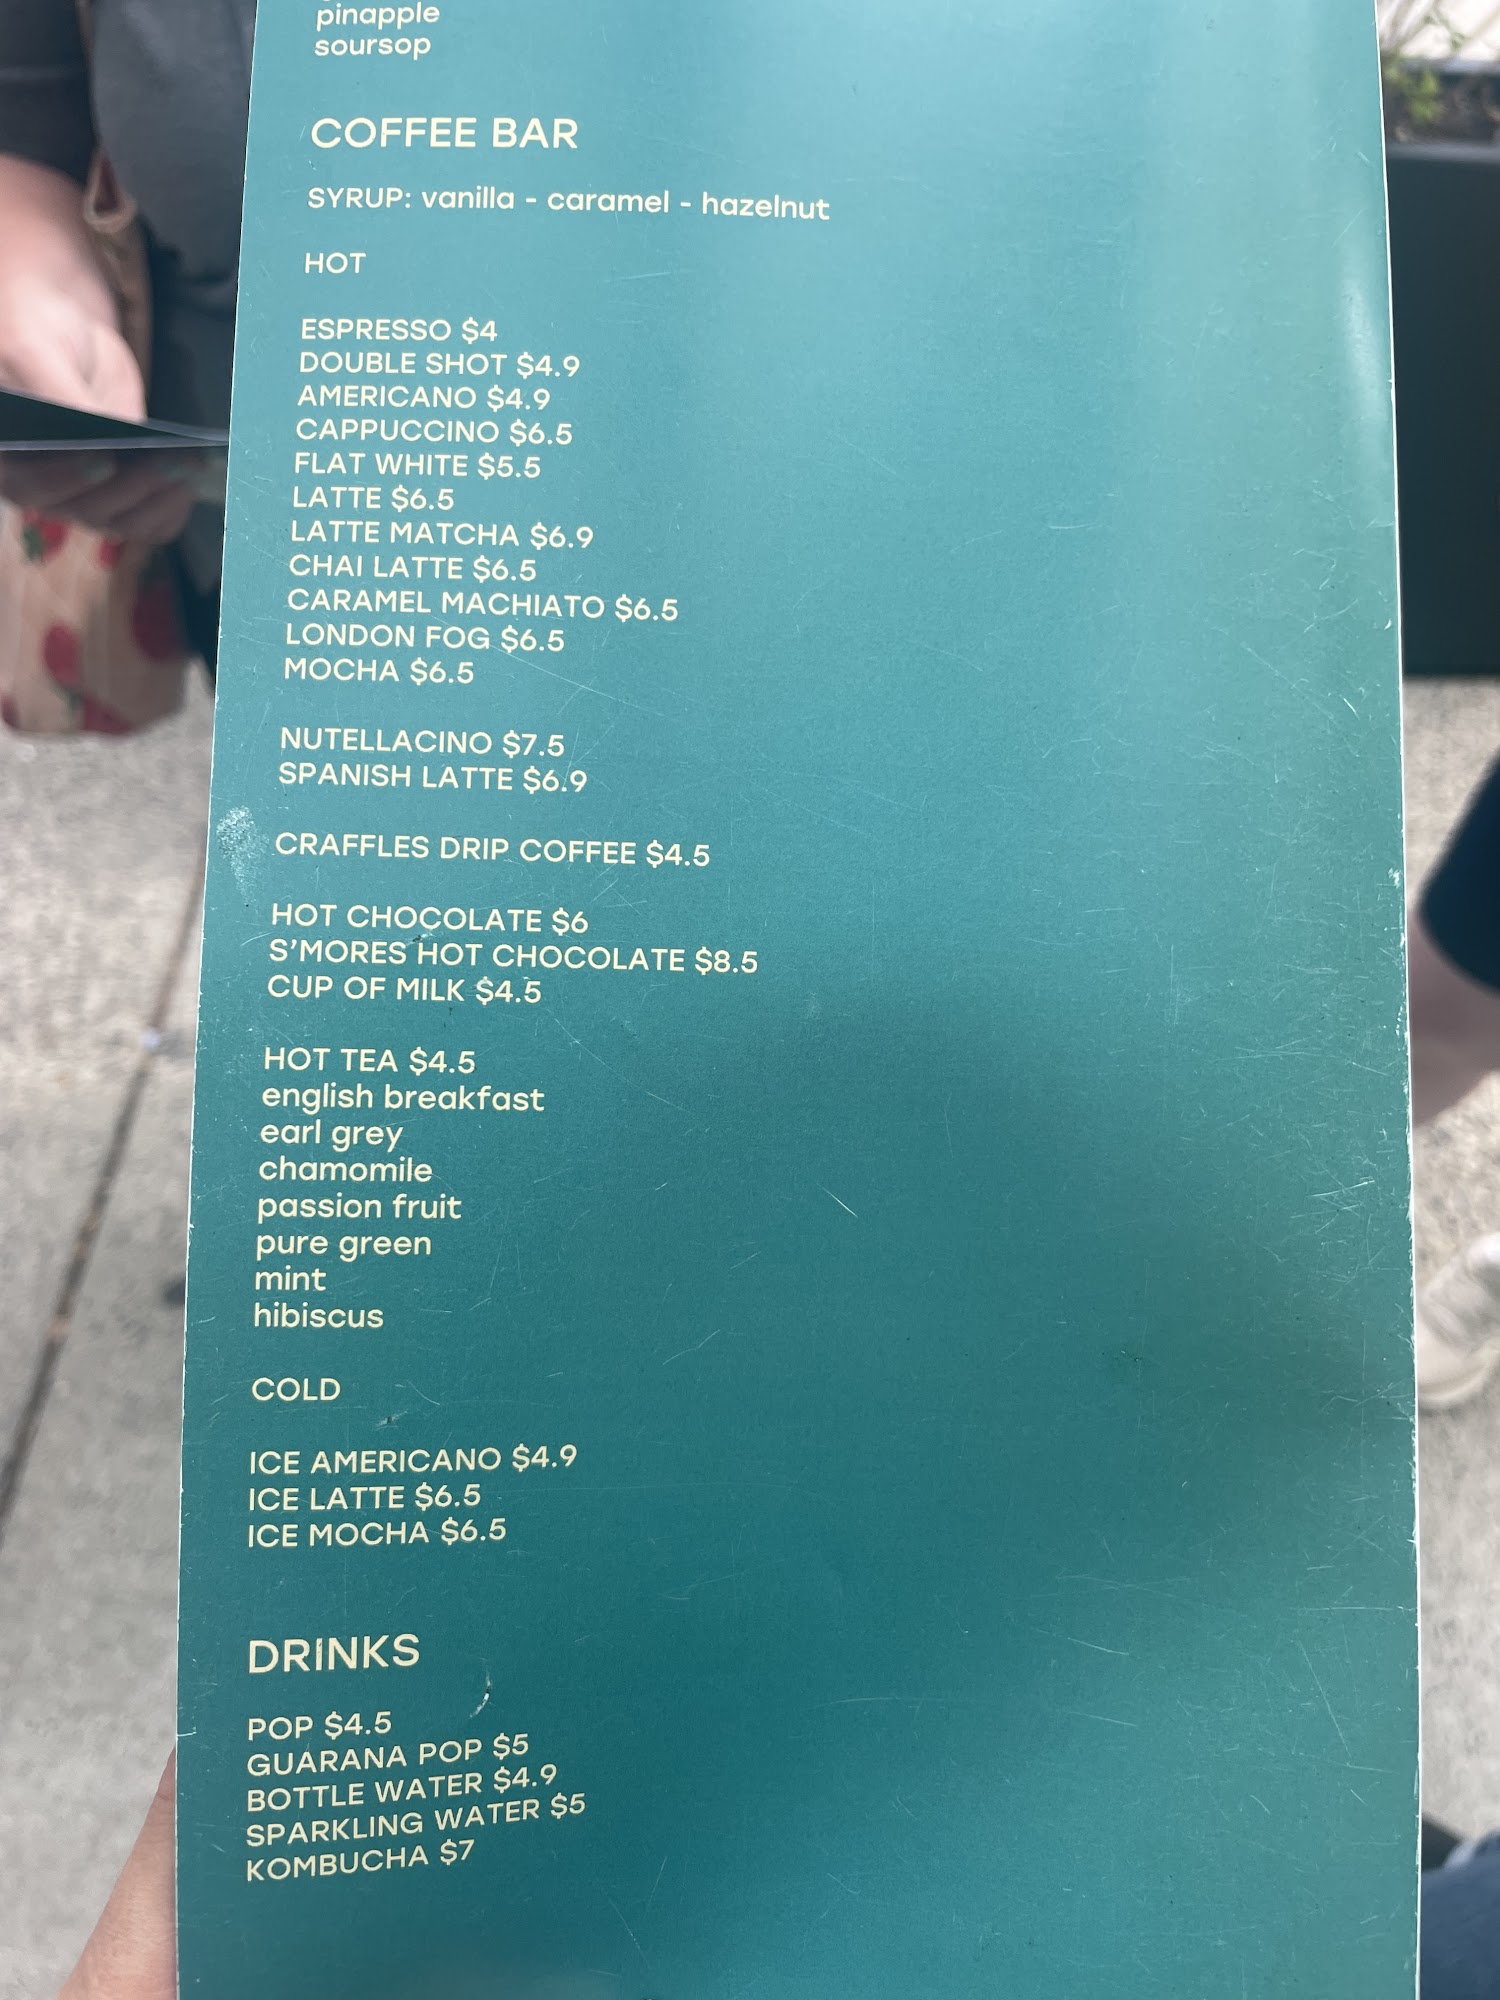 pinapple
soursop
COFFEE BAR
SYRUP: vanilla - caramel - hazelnut
HOT
ESPRESSO $4
DOUBLE SHOT $4.9
AMERICANO $4.9
CAPPUCCINO $6.5
FLAT WHITE $5.5
LATTE $6.5
LATTE MATCHA $6.9
CHAI LATTE $6.5
CARAMEL MACHIATO $6.5
LONDON FOG $6.5
MOCHA $6.5
NUTELLACINO $7.5
SPANISH LATTE $6.9
CRAFFLES DRIP COFFEE $4.5
HOT CHOCOLATE $6
S'MORES HOT CHOCOLATE $8.5
CUP OF MILK $4.5
HOT TEA $4.5
english breakfast
earl grey
chamomile
passion fruit
pure green
mint
hibiscus
COLD
ICE AMERICANO $4.9
ICE LATTE $6.5
ICE MOCHA $6.5
DRINKS
POP $4.5
GUARANA POP $5
BOTTLE WATER $4.9
SPARKLING WATER $5
KOMBUCHA $7